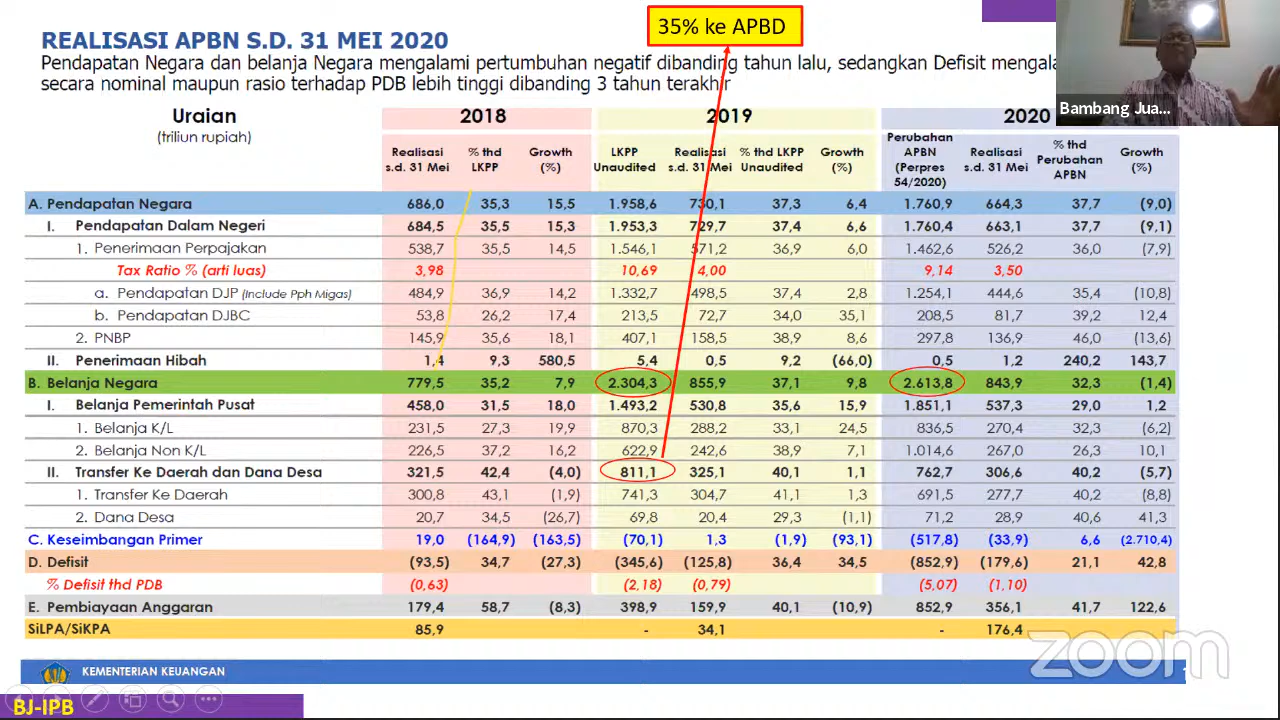 35% ke APBD
REALISASI APBN S.D. 31 MEI 2020
Pendapatan Negara dan belanja Negara mengalami pertumbuhan negatif dibanding tahun lalu, sedangkan Defisit
secara nominal maupun rasio terhadap PDB lebih tinggi dibanding 3 tahun terakhir
Bambang Jua...
Uraian 2018 2019 2020
(triliun rupiah)
Realisasi s.d. 31 Mei % thd LKPP Growth (%) LKPP Unaudited Realisasi s.d. 31 Mei % thd LKPP Unaudited Growth (%) Perubahan APBN (Perpres 54/2020) Realisasi s.d. 31 Mei % thd Perubahan APBN Growth (%)
A. Pendapatan Negara 686,0 35,3 15,5 1.958,6 730,1 37,3 6,4 1.760,9 664,3 37,7 (9,0)
I. Pendapatan Dalam Negeri 684,5 35,5 15,3 1.953,3 729,7 37,4 6,6 1.760,4 663,1 37,7 (9,1)
1. Penerimaan Perpajakan 538,7 35,5 14,5 1.546,1 571,2 36,9 6,0 1.462,6 526,2 36,0 (7,9)
Tax Ratio % (arti luas) 3,98 10,69 4,00 9,14 3,50
a. Pendapatan DJP (Include Pph Migas) 484,9 36,9 14,2 1.332,7 498,5 37,4 2,8 1.254,1 444,6 35,4 (10,8)
b. Pendapatan DJBC 53,8 26,2 17,4 213,5 72,7 34,0 35,1 208,5 81,7 39,2 12,4
2. PNBP 145,9 35,6 18,1 407,1 158,5 38,9 8,6 297,8 136,9 46,0 (13,6)
II. Penerimaan Hibah 1,4 9,3 580,5 5,4 0,5 9,2 (66,0) 0,5 1,2 240,2 143,7
B. Belanja Negara 779,5 35,2 7,9 2.304,3 855,9 37,1 9,8 2.613,8 843,9 32,3 (1,4)
I. Belanja Pemerintah Pusat 458,0 31,5 18,0 1.493,2 530,8 35,6 15,9 1.851,1 537,3 29,0 1,2
1. Belanja K/L 231,5 27,3 19,9 870,3 288,2 33,1 24,5 836,5 270,4 32,3 (6,2)
2. Belanja Non K/L 226,5 37,2 16,2 622,9 242,6 38,9 7,1 1.014,6 267,0 26,3 10,1
II. Transfer Ke Daerah dan Dana Desa 321,5 42,4 (4,0) 811,1 325,1 40,1 1,1 762,7 306,6 40,2 (5,7)
1. Transfer Ke Daerah 300,8 43,1 (1,9) 741,3 304,7 41,1 1,3 691,5 277,7 40,2 (8,8)
2. Dana Desa 20,7 34,5 (26,7) 69,8 20,4 29,3 (1,1) 71,2 28,9 40,6 41,3
C. Keseimbangan Primer 19,0 (164,9) (163,5) (70,1) 1,3 (1,9) (93,1) (517,8) (33,9) 6,6 (2.710,4)
D. Defisit (93,5) 34,7 (27,3) (345,6) (125,8) 36,4 34,5 (852,9) (179,6) 21,1 42,8
% Defisit thd PDB (0,63) (2,18) (0,79) (5,07) (1,10)
E. Pembiayaan Anggaran 179,4 58,7 (8,3) 398,9 159,9 40,1 (10,9) 852,9 356,1 41,7 122,6
SiLPA/SiKPA 85,9 - 34,1 - 176,4
zoom
KEMENTERIAN KEUANGAN
BJ-IPB